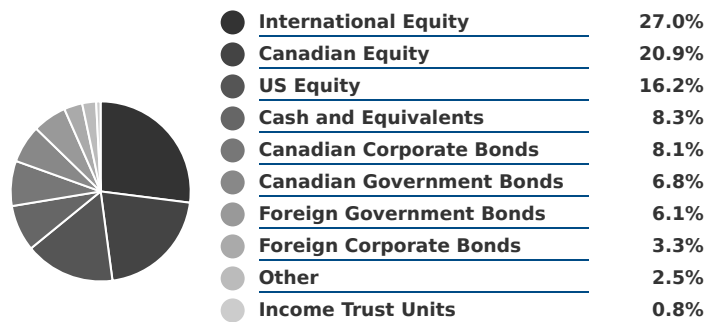 International Equity 27.0%
Canadian Equity 20.9%
US Equity 16.2%
Cash and Equivalents 8.3%
Canadian Corporate Bonds 8.1%
Canadian Government Bonds 6.8%
Foreign Government Bonds 6.1%
Foreign Corporate Bonds 3.3%
Other 2.5%
Income Trust Units 0.8%